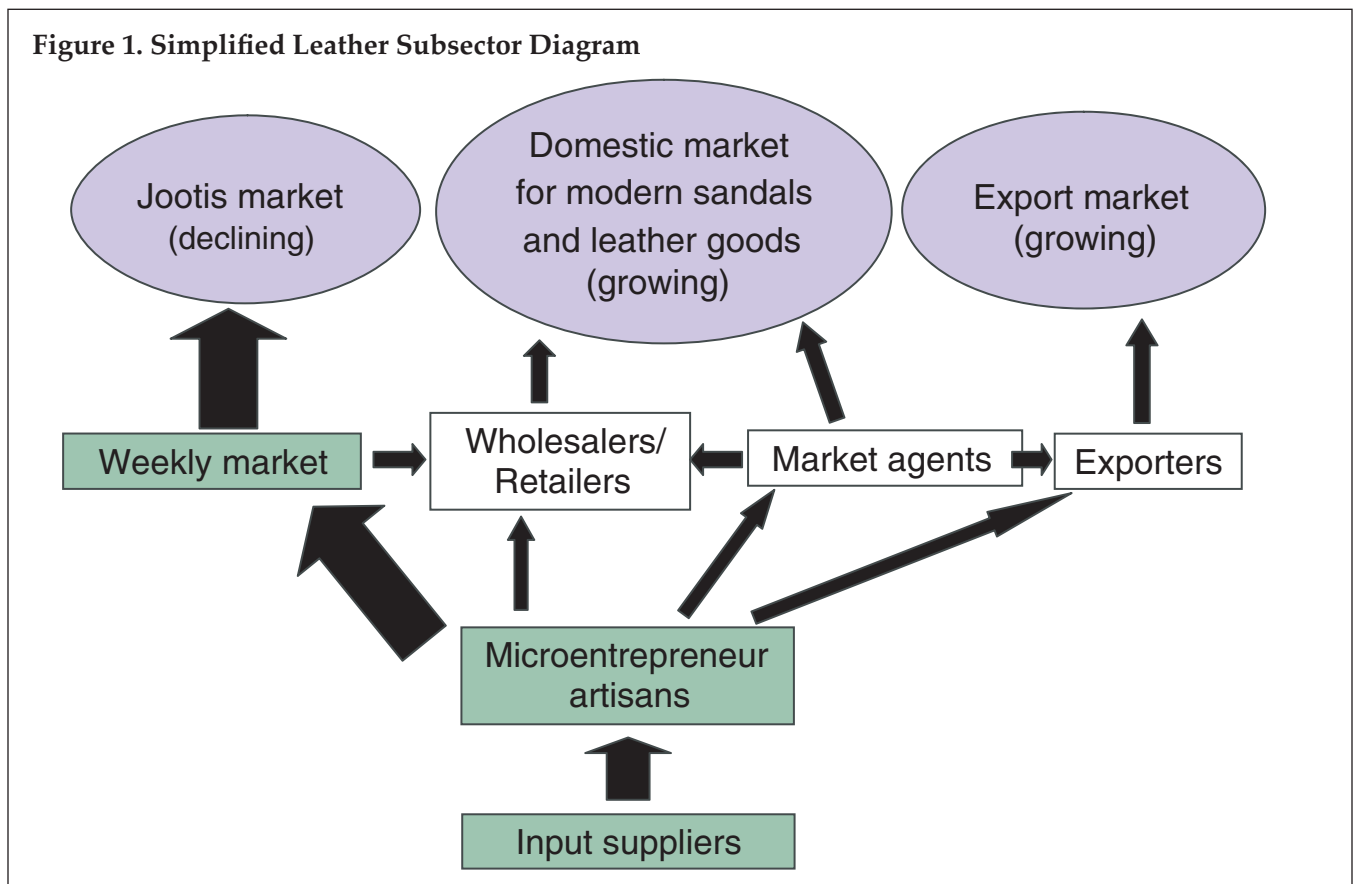 Figure 1. Simplified Leather Subsector Diagram
Jootis market
(declining)
Domestic market
for modern sandals
and leather goods
(growing)
Export market
(growing)
Weekly market
Wholesalers/
Retailers
Market agents
Exporters
Microentrepreneur
artisans
Input suppliers